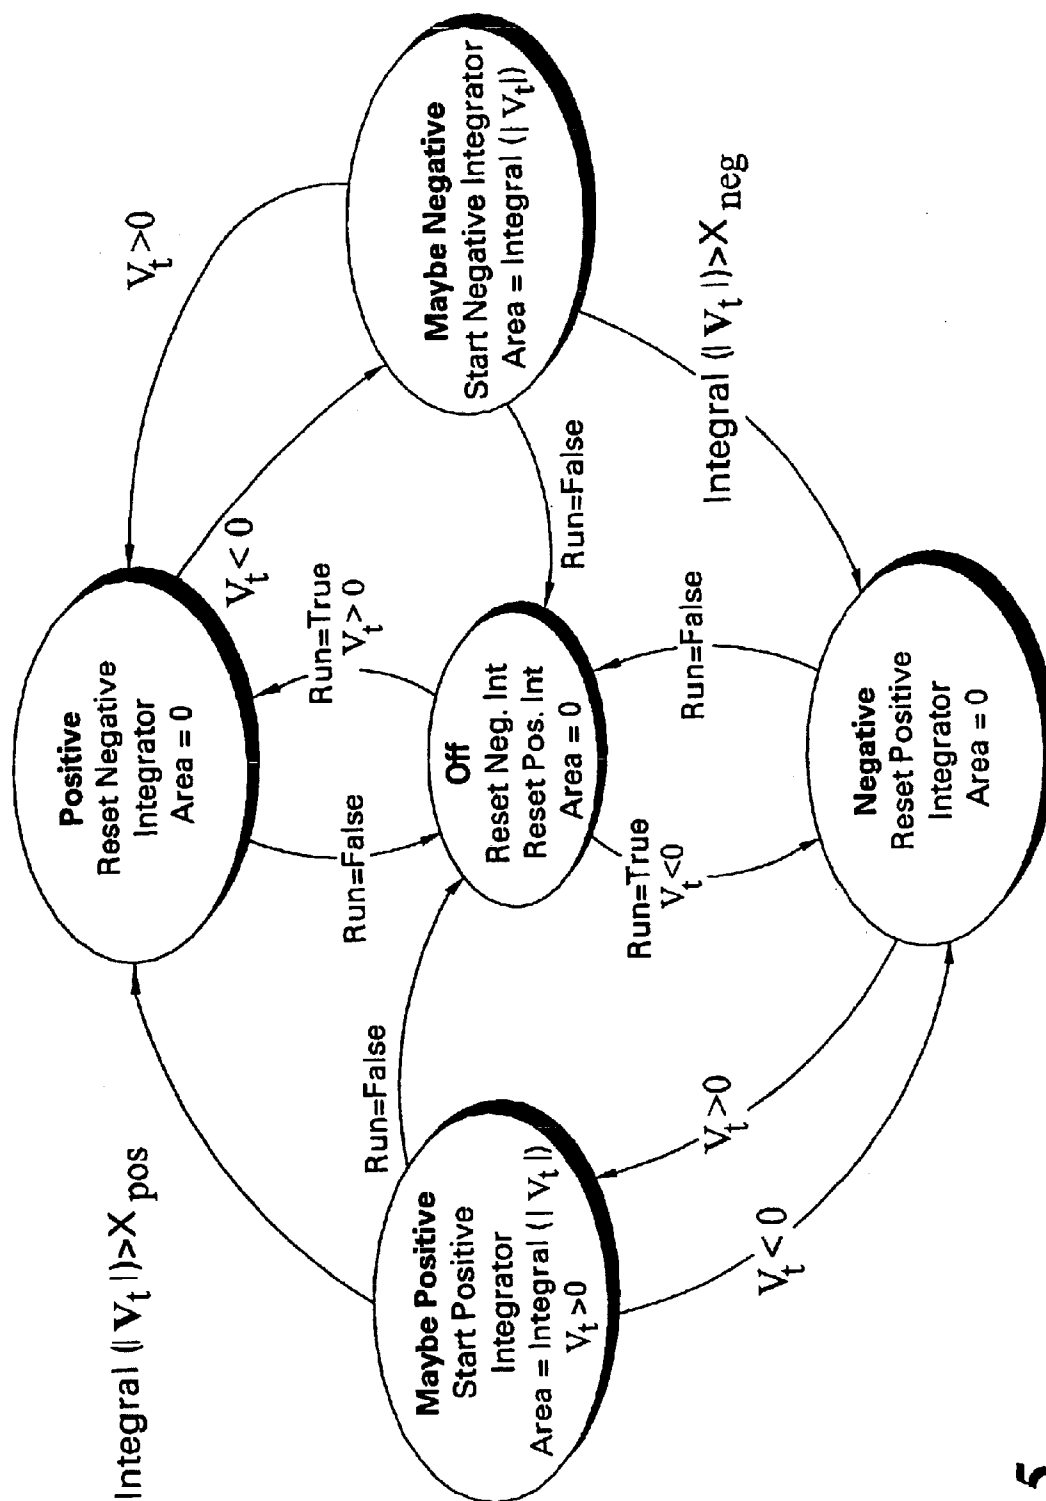 Integral (| Vt |)>Xpos
Vt >0
Positive
Reset Negative
Integrator
Area = 0
Vt < 0
Run=True
Vt > 0
Run=False
Run=False
Maybe Positive
Start Positive
Integrator
Area = Integral (| Vt |)
Vt >0
Off
Reset Neg. Int
Reset Pos. Int
Area = 0
Maybe Negative
Start Negative Integrator
Area = Integral (| Vt|)
Run=False
Run=True
Vt <0
Run=False
Vt >0
Vt < 0
Integral (| Vt |)>Xneg
Negative
Reset Positive
Integrator
Area = 0